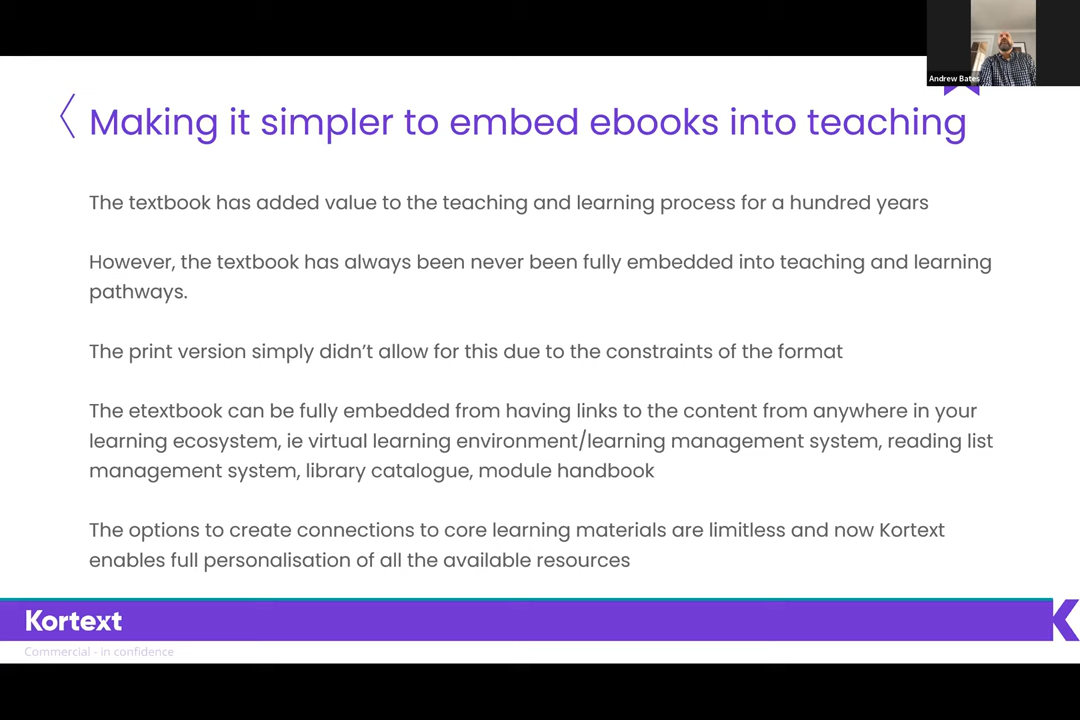 Andrew Bates
Making it simpler to embed ebooks into teaching
The textbook has added value to the teaching and learning process for a hundred years
However, the textbook has always been never been fully embedded into teaching and learning
pathways.
The print version simply didn’t allow for this due to the constraints of the format
The etextbook can be fully embedded from having links to the content from anywhere in your
learning ecosystem, ie virtual learning environment/learning management system, reading list
management system, library catalogue, module handbook
The options to create connections to core learning materials are limitless and now Kortext
enables full personalisation of all the available resources
Kortext
K
Commercial - in confidence